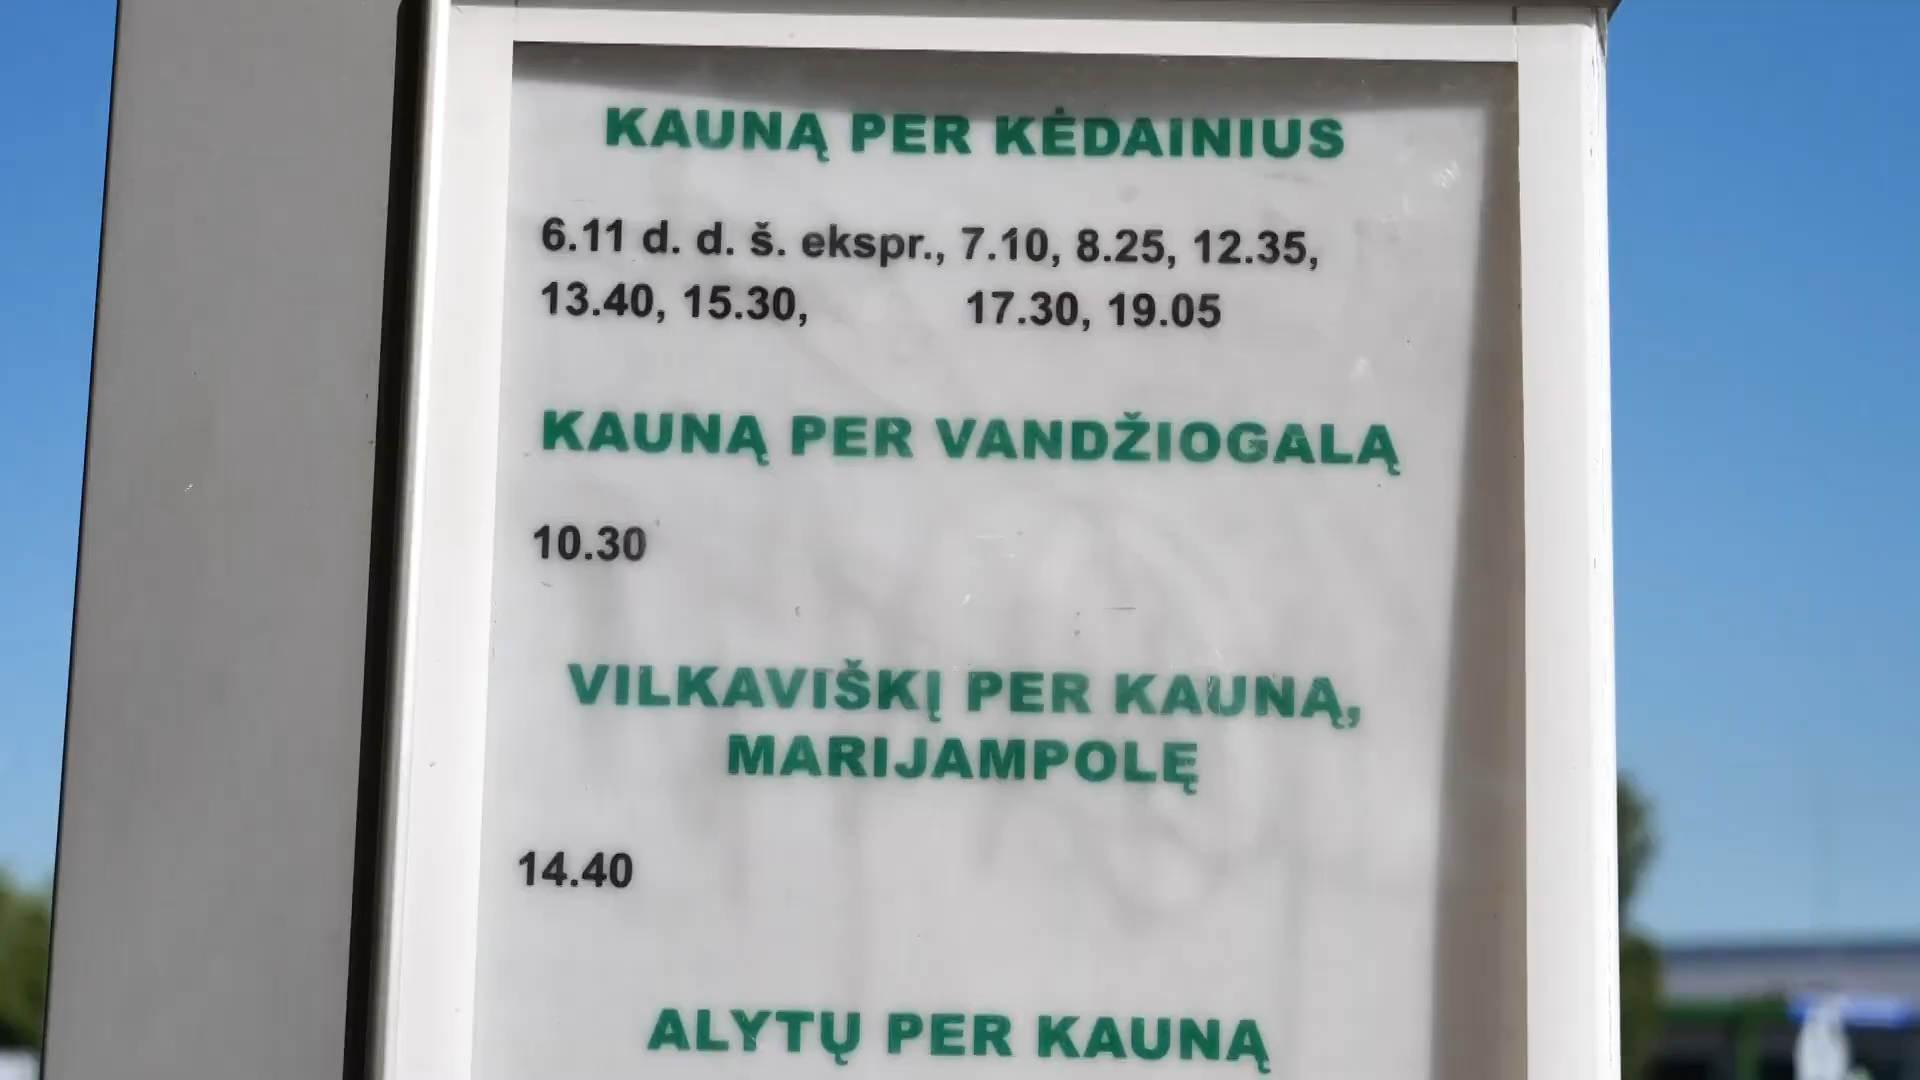 KAUNĄ PER KĖDAINIUS
6.11 d. d. š. ekspr., 7.10, 8.25, 12.35,
13.40, 15.30, 17.30, 19.05
KAUNĄ PER VANDŽIOGALĄ
10.30
VILKAVIŠKĮ PER KAUNĄ,
MARIJAMPOLĘ
14.40
ALYTŲ PER KAUNĄ